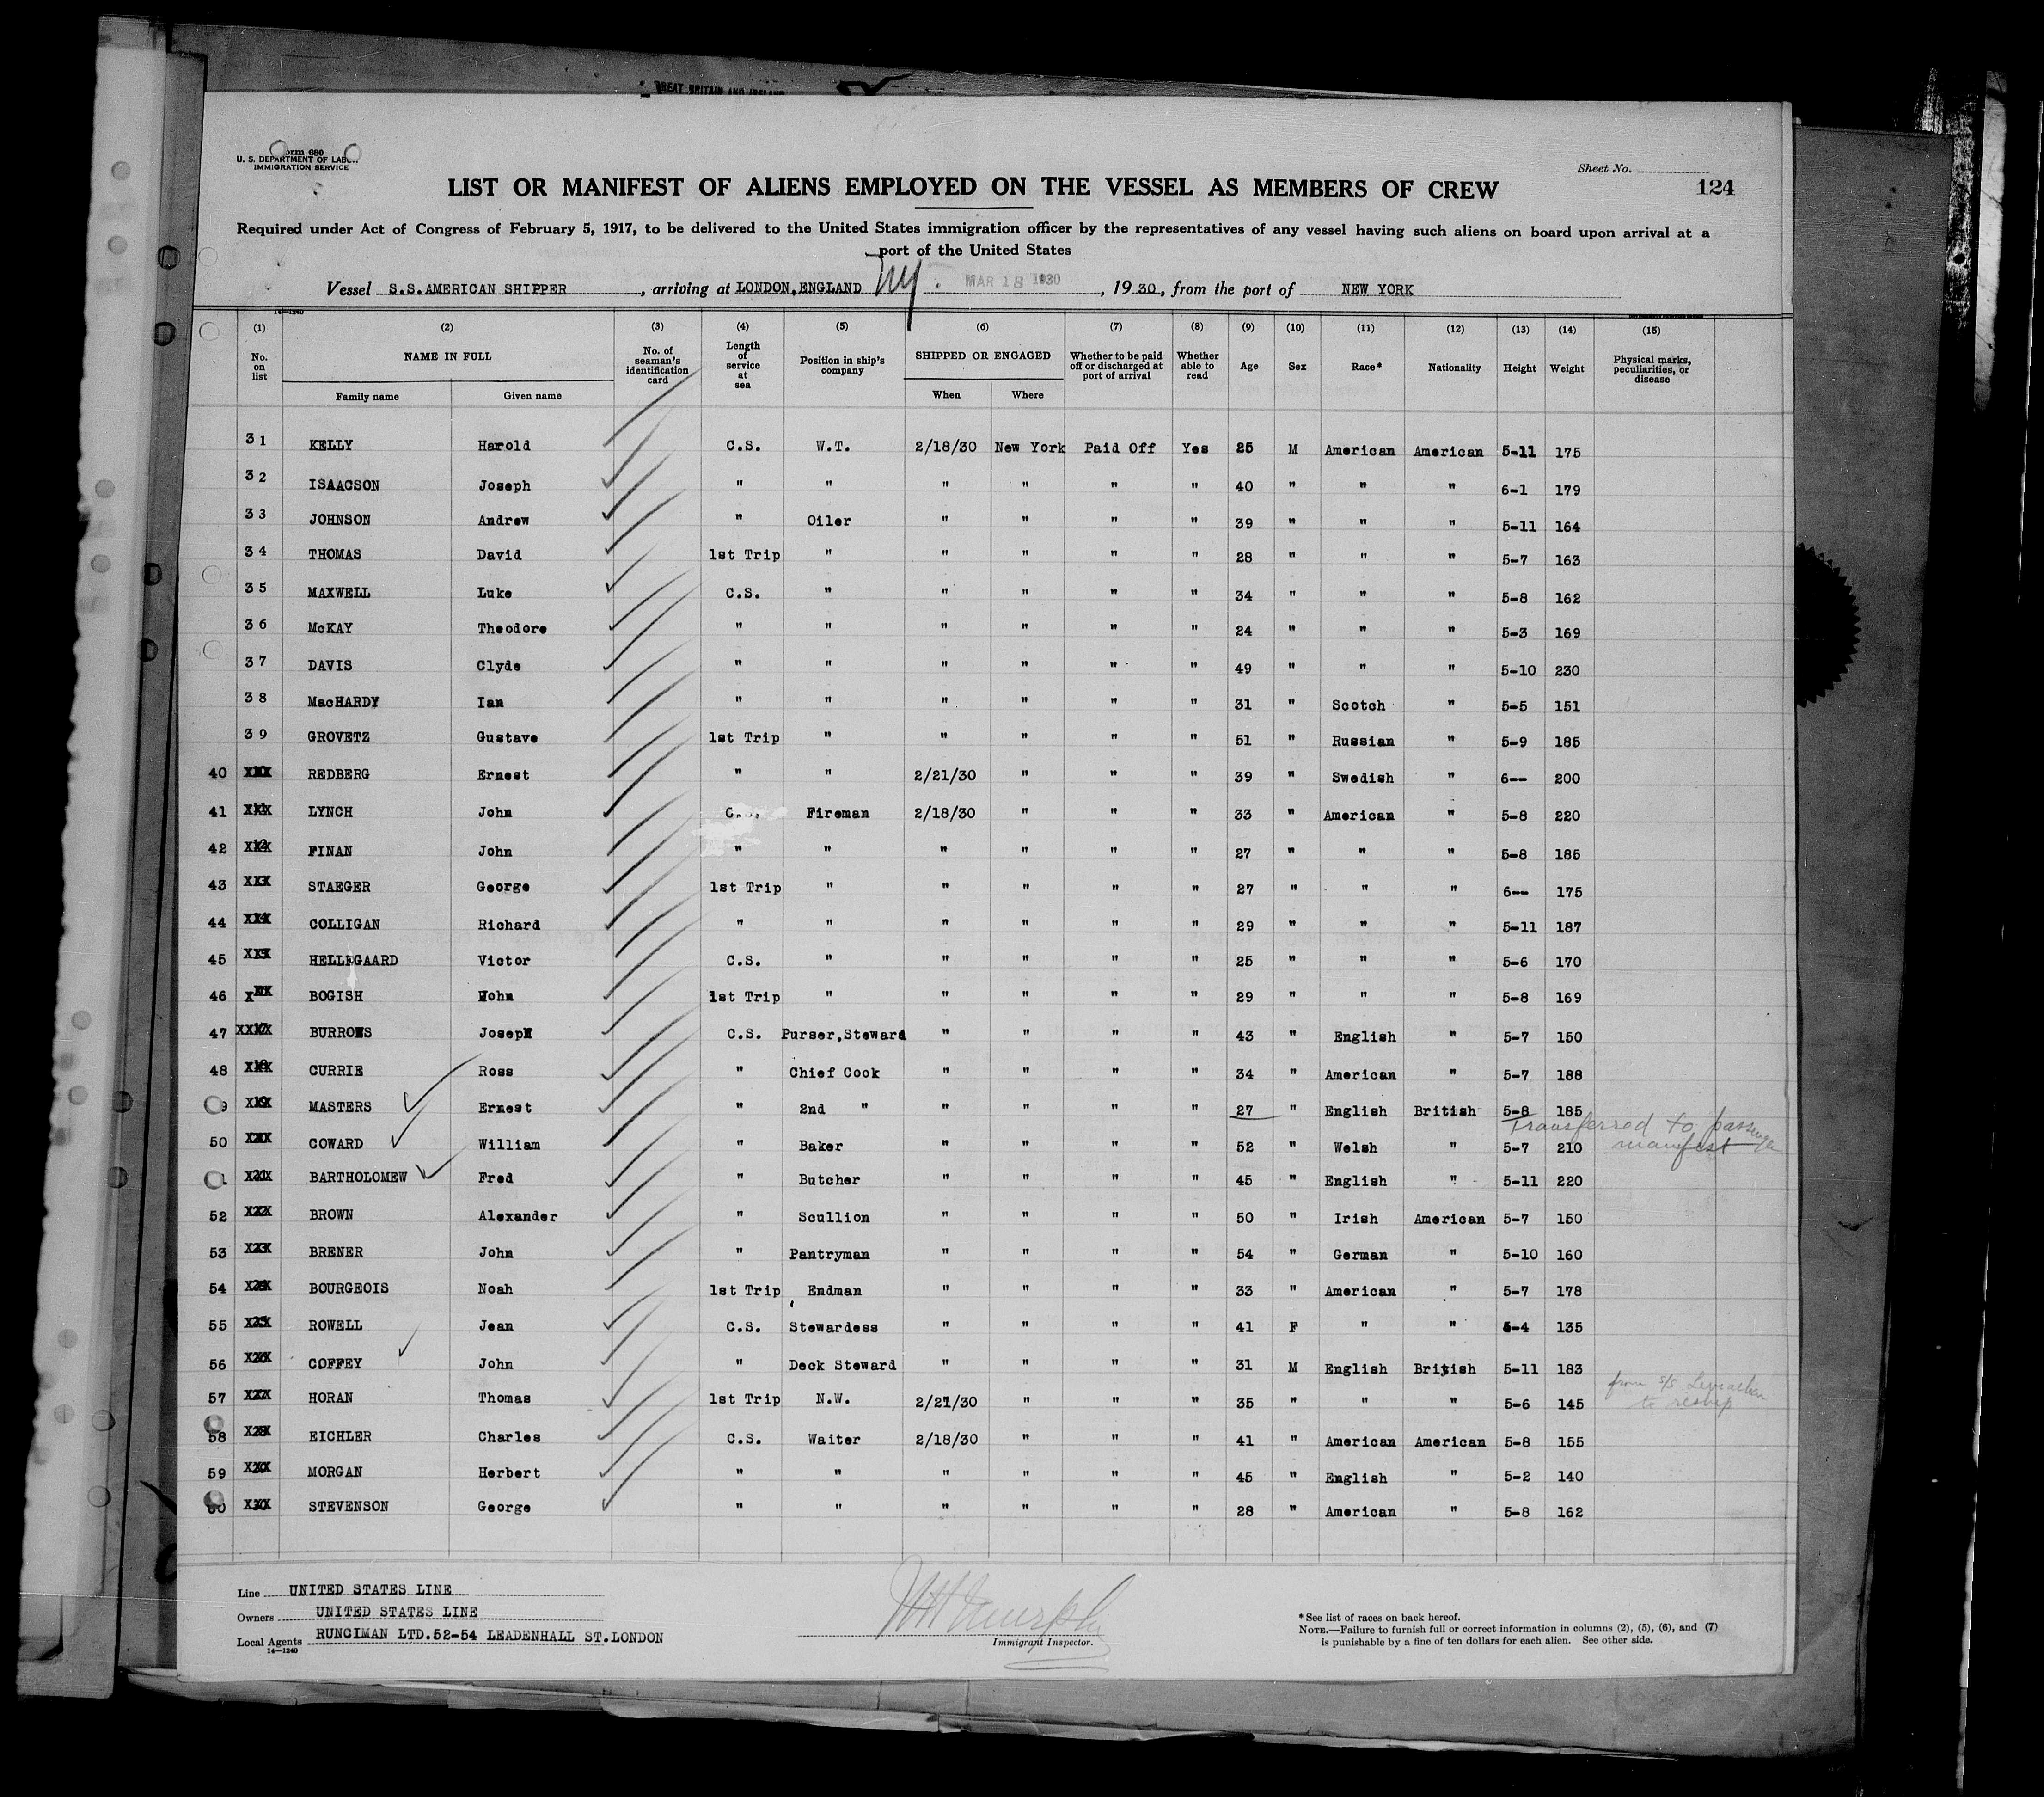 GREAT BRITAIN AND IRELAND
Form 680
U. S. DEPARTMENT OF LABOR
IMMIGRATION SERVICE
Sheet No.
124
LIST OR MANIFEST OF ALIENS EMPLOYED ON THE VESSEL AS MEMBERS OF CREW
Required under Act of Congress of February 5, 1917, to be delivered to the United States immigration officer by the representatives of any vessel having such aliens on board upon arrival at a
port of the United States
Vessel S.S.AMERICAN SHIPPER, arriving at LONDON,ENGLAND Ny. MAR 18 1930, 1930, from the port of NEW YORK
14—1240
(1) (2) (3) (4) (5) (6) (7) (8) (9) (10) (11) (12) (13) (14) (15)
No. on list NAME IN FULL Family name Given name No. of seaman's identification card Length of service at sea Position in ship's company SHIPPED OR ENGAGED When Where Whether to be paid off or discharged at port of arrival Whether able to read Age Sex Race* Nationality Height Weight Physical marks, peculiarities, or disease
31 KELLY Harold C.S. W.T. 2/18/30 New York Paid Off Yes 25 M American American 5-11 175
32 ISAACSON Joseph " " " " " " 40 " " " 6-1 179
33 JOHNSON Andrew " Oiler " " " " 39 " " " 5-11 164
34 THOMAS David 1st Trip " " " " " 28 " " " 5-7 163
35 MAXWELL Luke C.S. " " " " " 34 " " " 5-8 162
36 McKAY Theodore " " " " " " 24 " " " 5-3 169
37 DAVIS Clyde " " " " " " 49 " " " 5-10 230
38 MacHARDY Ian " " " " " " 31 " Scotch " 5-5 151
39 GROVETZ Gustave 1st Trip " " " " " 51 " Russian " 5-9 185
40 REDBERG Ernest " " 2/21/30 " " " 39 " Swedish " 6-- 200
41 LYNCH John C.S. Fireman 2/18/30 " " " 33 " American " 5-8 220
42 FINAN John " " " " " " 27 " " " 5-8 185
43 STAEGER George 1st Trip " " " " " 27 " " " 6-- 175
44 COLLIGAN Richard " " " " " " 29 " " " 5-11 187
45 HELLEGAARD Victor C.S. " " " " " 25 " " " 5-6 170
46 BOGISH John 1st Trip " " " " " 29 " " " 5-8 169
47 BURROWS Joseph C.S. Purser,Steward " " " " 43 " English " 5-7 150
48 CURRIE Ross " Chief Cook " " " " 34 " American " 5-7 188
9 MASTERS Ernest " 2nd " " " " " 27 " English British 5-8 185
Transferred to passenger
manifest
50 COWARD William " Baker " " " " 52 " Welsh " 5-7 210
BARTHOLOMEW Fred " Butcher " " " " 45 " English " 5-11 220
52 BROWN Alexander " Scullion " " " " 50 " Irish American 5-7 150
53 BRENER John " Pantryman " " " " 54 " German " 5-10 160
54 BOURGEOIS Noah 1st Trip Endman " " " " 33 " American " 5-7 178
55 ROWELL Jean C.S. Stewardess " " " " 41 F " " 5-4 135
56 COFFEY John " Deck Steward " " " " 31 M English British 5-11 183
57 HORAN Thomas 1st Trip N.W. 2/21/30 " " " 35 " " " 5-6 145
from S/S Leviathan
to reship
58 EICHLER Charles C.S. Waiter 2/18/30 " " " 41 " American American 5-8 155
59 MORGAN Herbert " " " " " " 45 " English " 5-2 140
60 STEVENSON George " " " " " " 28 " American " 5-8 162
Line UNITED STATES LINE
Owners UNITED STATES LINE
Local Agents RUNCIMAN LTD.52-54 LEADENHALL ST.LONDON
14—1240
Murphy
Immigrant Inspector.
*See list of races on back hereof.
NOTE.—Failure to furnish full or correct information in columns (2), (5), (6), and (7)
is punishable by a fine of ten dollars for each alien. See other side.